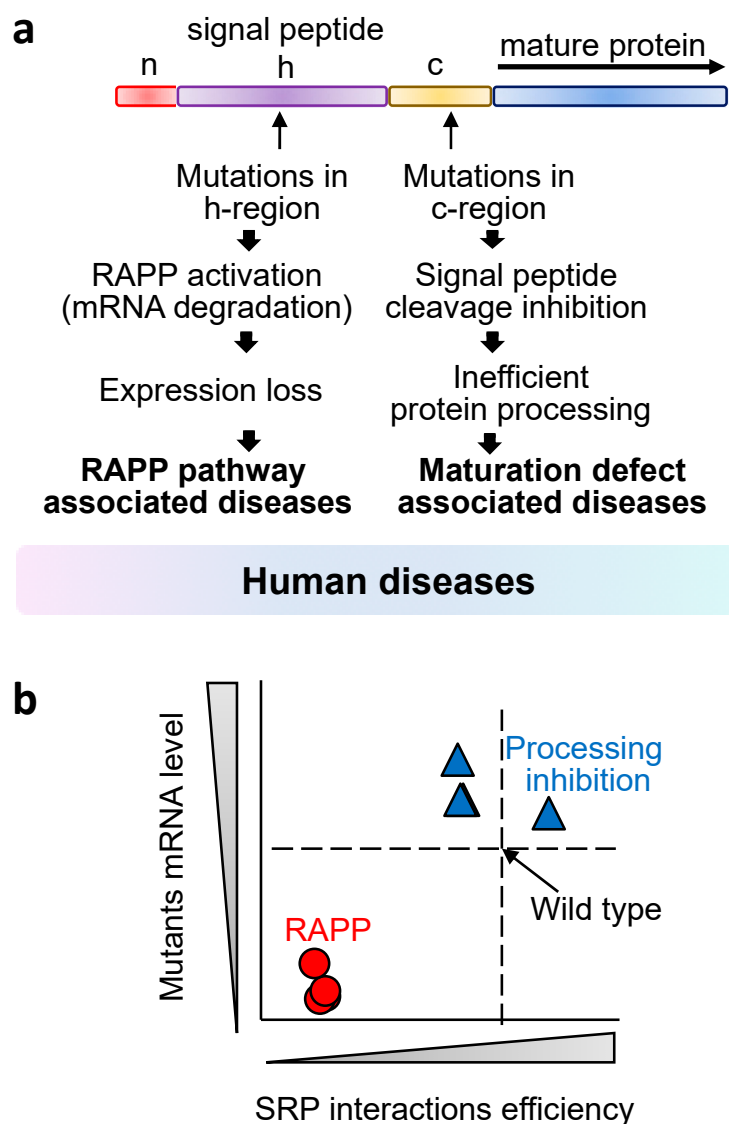 a
signal peptide
n
h
c
mature protein
Mutations in
h-region
Mutations in
c-region
RAPP activation
(mRNA degradation)
Signal peptide
cleavage inhibition
Expression loss
Inefficient
protein processing
RAPP pathway
associated diseases
Maturation defect
associated diseases
Human diseases
b
Mutants mRNA level
Processing
inhibition
Wild type
RAPP
SRP interactions efficiency